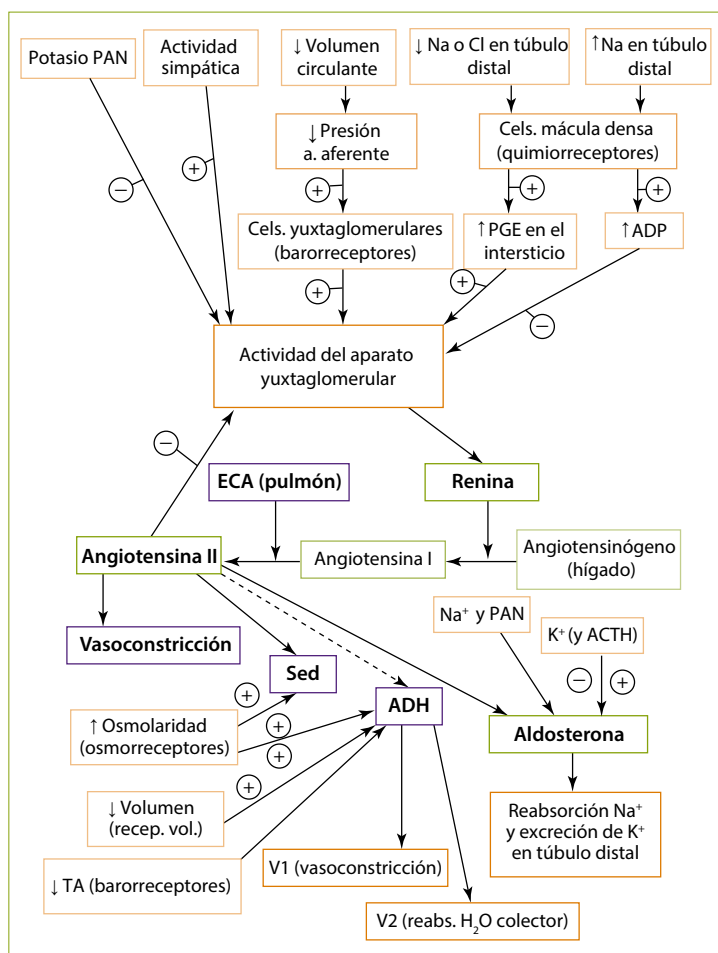 Potasio PAN
Actividad
simpática
↓ Volumen
circulante
↓ Na o Cl en túbulo
distal
↑ Na en túbulo
distal
↓ Presión
a. aferente
Cels. mácula densa
(quimiorreceptores)
−
+
+
+
+
Cels. yuxtaglomerulares
(barorreceptores)
↑ PGE en el
intersticio
↑ ADP
+
+
−
Actividad del aparato
yuxtaglomerular
−
ECA (pulmón)
Renina
Angiotensina II
Angiotensina I
Angiotensinógeno
(hígado)
Vasoconstricción
Na⁺ y PAN
K⁺ (y ACTH)
Sed
− +
+
ADH
↑ Osmolaridad
(osmorreceptores)
+
+
Aldosterona
+
↓ Volumen
(recep. vol.)
Reabsorción Na⁺
y excreción de K⁺
en túbulo distal
↓ TA (barorreceptores)
V1 (vasoconstricción)
V2 (reabs. H₂O colector)